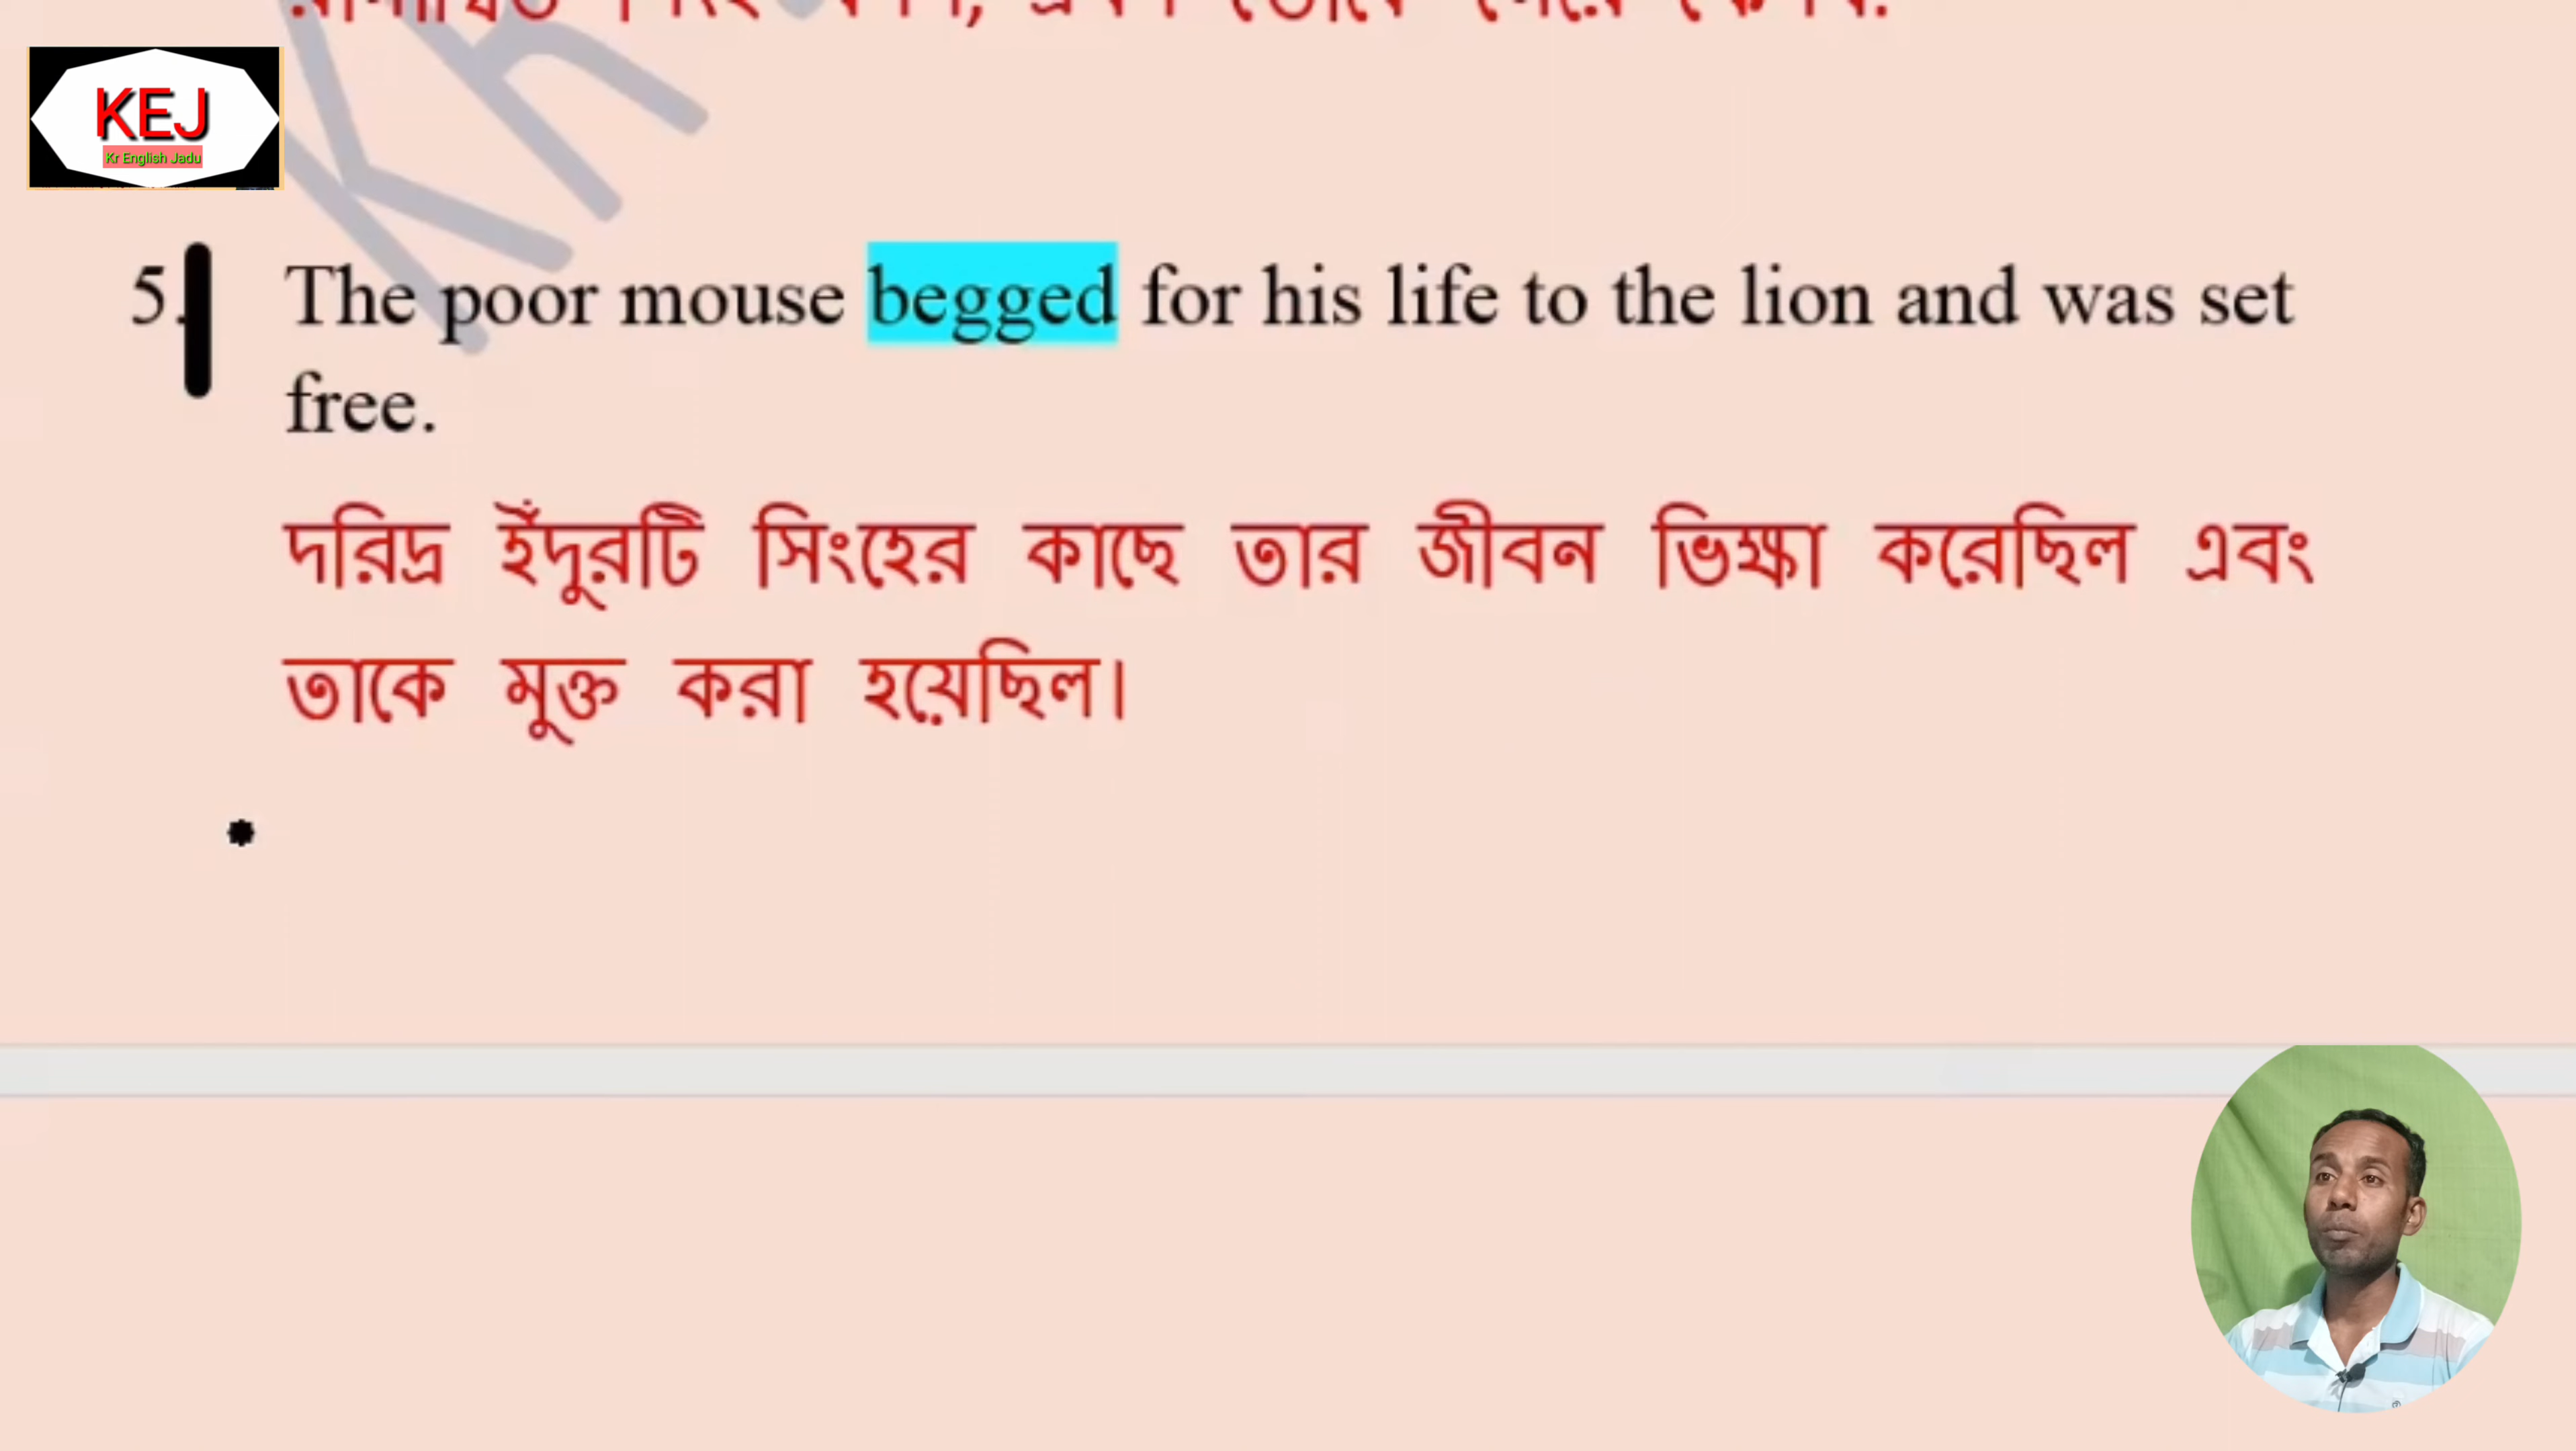 KEJ
Kr English Jadu
5. The poor mouse begged for his life to the lion and was set
free.
দরিদ্র ইঁদুরটি সিংহের কাছে তার জীবন ভিক্ষা করেছিল এবং
তাকে মুক্ত করা হয়েছিল।